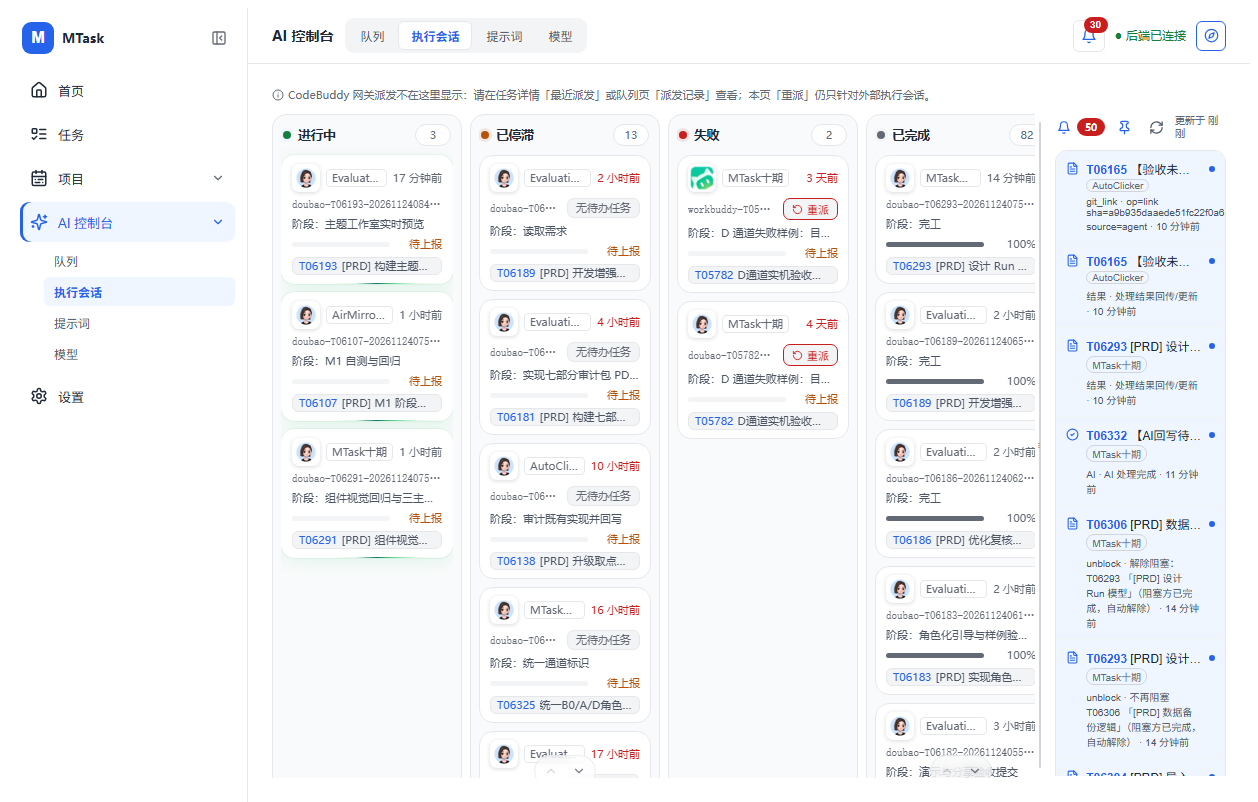 M MTask
首页
任务
项目
AI 控制台
队列
执行会话
提示词
模型
设置
AI 控制台 队列 执行会话 提示词 模型
30 后端已连接
CodeBuddy 网关派发不在这里显示：请在任务详情「最近派发」或队列页「派发记录」查看；本页「重派」仍只针对外部执行会话。
进行中 3
Evaluat... 17 分钟前
doubao-T06193-20261124084···
阶段：主题工作室实时预览
待上报
T06193 [PRD] 构建主题...
AirMirro... 1 小时前
doubao-T06107-2026112407​5···
阶段：M1 自测与回归
待上报
T06107 [PRD] M1 阶段...
MTask十期 1 小时前
doubao-T06291-20261124075···
阶段：组件视觉回归与三主...
待上报
T06291 [PRD] 组件视觉...
已停滞 13
Evaluati... 2 小时前
doubao-T06··· 无待办任务
阶段：读取需求
待上报
T06189 [PRD] 开发增强...
Evaluati... 4 小时前
doubao-T06··· 无待办任务
阶段：实现七部分审计包 PD...
待上报
T06181 [PRD] 构建七部...
AutoCli... 10 小时前
doubao-T06··· 无待办任务
阶段：审计既有实现并回写
待上报
T06138 [PRD] 升级取点...
MTask... 16 小时前
doubao-T06··· 无待办任务
阶段：统一通道标识
待上报
T06325 统一B0/A/D角色...
Evaluat... 17 小时前
失败 2
MTask十期 3 天前
workbuddy-T05··· 重派
阶段：D 通道失败样例：目...
待上报
T05782 D通道实机验收...
MTask十期 4 天前
doubao-T05782··· 重派
阶段：D 通道失败样例：目...
待上报
T05782 D通道实机验收...
已完成 82
MTask... 14 分钟前
doubao-T06293-20261124075···
阶段：完工
100%
T06293 [PRD] 设计 Run ...
Evaluati... 2 小时前
doubao-T06189-20261124065···
阶段：完工
100%
T06189 [PRD] 开发增强...
Evaluati... 2 小时前
doubao-T06186-20261124062···
阶段：完工
100%
T06186 [PRD] 优化复核...
Evaluati... 2 小时前
doubao-T06183-20261124061···
阶段：角色化引导与样例验...
100%
T06183 [PRD] 实现角色...
Evaluati... 3 小时前
doubao-T06182-20261124055···
阶段：演
提交
50 更新于 刚
刚
T06165 【验收未...
AutoClicker
git_link · op=link
sha=a9b935daaede51fc22f0a6
source=agent · 10 分钟前
T06165 【验收未...
AutoClicker
结果 · 处理结果回传/更新
· 10 分钟前
T06293 [PRD] 设计...
MTask十期
结果 · 处理结果回传/更新
· 10 分钟前
T06332 【AI回写待...
MTask十期
AI · AI 处理完成 · 11 分钟
前
T06306 [PRD] 数据...
MTask十期
unblock · 解除阻塞：
T06293 「[PRD] 设计
Run 模型」（阻塞方已完
成，自动解除） · 14 分钟
前
T06293 [PRD] 设计...
MTask十期
unblock · 不再阻塞
T06306 「[PRD] 数据备
份逻辑」（阻塞方已完成，
自动解除） · 14 分钟前